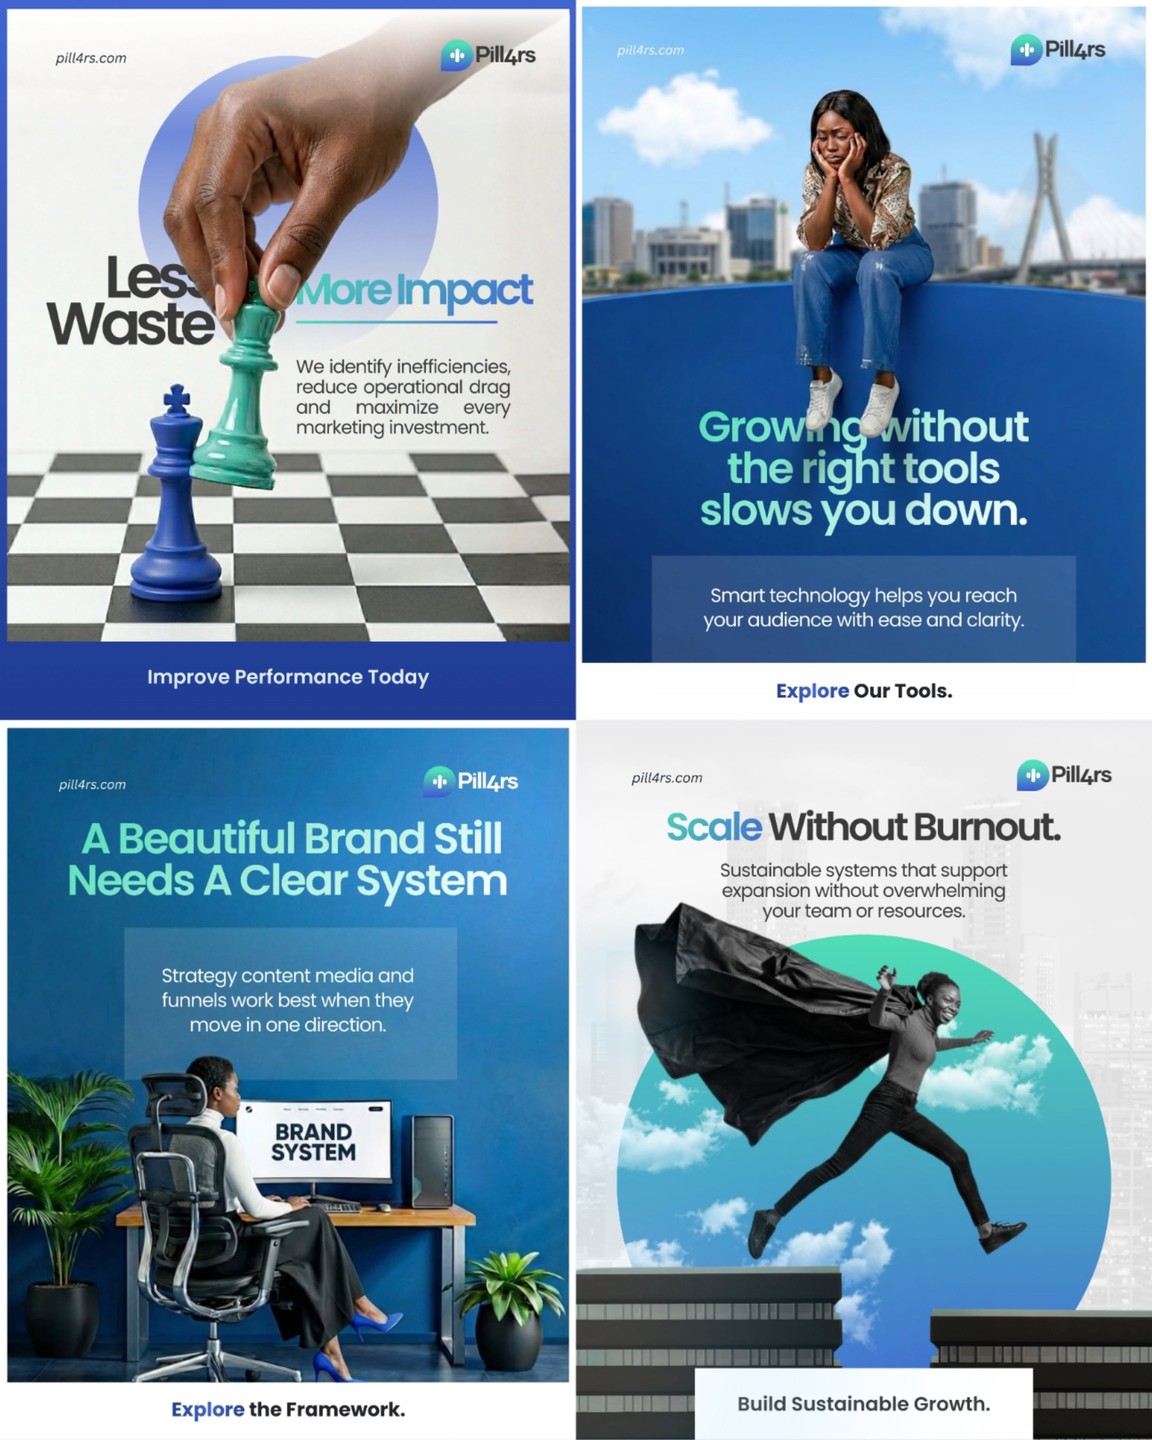 pill4rs.com
Pill4rs
Less
Waste
More Impact
We identify inefficiencies,
reduce operational drag
and maximize every
marketing investment.
Improve Performance Today
pill4rs.com
Pill4rs
Growing without
the right tools
slows you down.
Smart technology helps you reach
your audience with ease and clarity.
Explore Our Tools.
pill4rs.com
Pill4rs
A Beautiful Brand Still
Needs A Clear System
Strategy content media and
funnels work best when they
move in one direction.
BRAND
SYSTEM
Explore the Framework.
pill4rs.com
Pill4rs
Scale Without Burnout.
Sustainable systems that support
expansion without overwhelming
your team or resources.
Build Sustainable Growth.